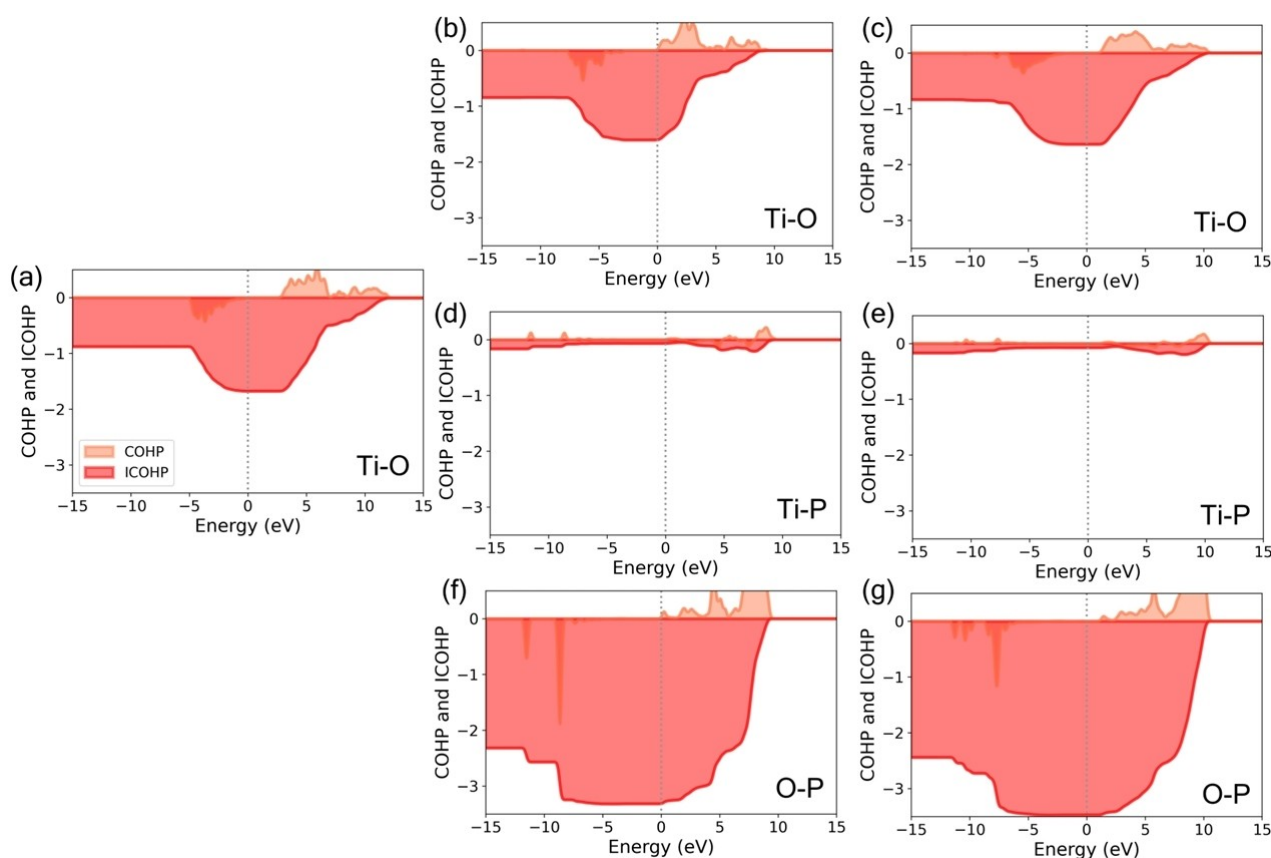 (a)
COHP and ICOHP
0
−1
−2
−3
COHP
ICOHP
Ti-O
−15 −10 −5 0 5 10 15
Energy (eV)
(b)
COHP and ICOHP
0
−1
−2
−3
Ti-O
−15 −10 −5 0 5 10 15
Energy (eV)
(c)
COHP and ICOHP
0
−1
−2
−3
Ti-O
−15 −10 −5 0 5 10 15
Energy (eV)
(d)
COHP and ICOHP
0
−1
−2
−3
Ti-P
−15 −10 −5 0 5 10 15
Energy (eV)
(e)
COHP and ICOHP
0
−1
−2
−3
Ti-P
−15 −10 −5 0 5 10 15
Energy (eV)
(f)
COHP and ICOHP
0
−1
−2
−3
O-P
−15 −10 −5 0 5 10 15
Energy (eV)
(g)
COHP and ICOHP
0
−1
−2
−3
O-P
−15 −10 −5 0 5 10 15
Energy (eV)